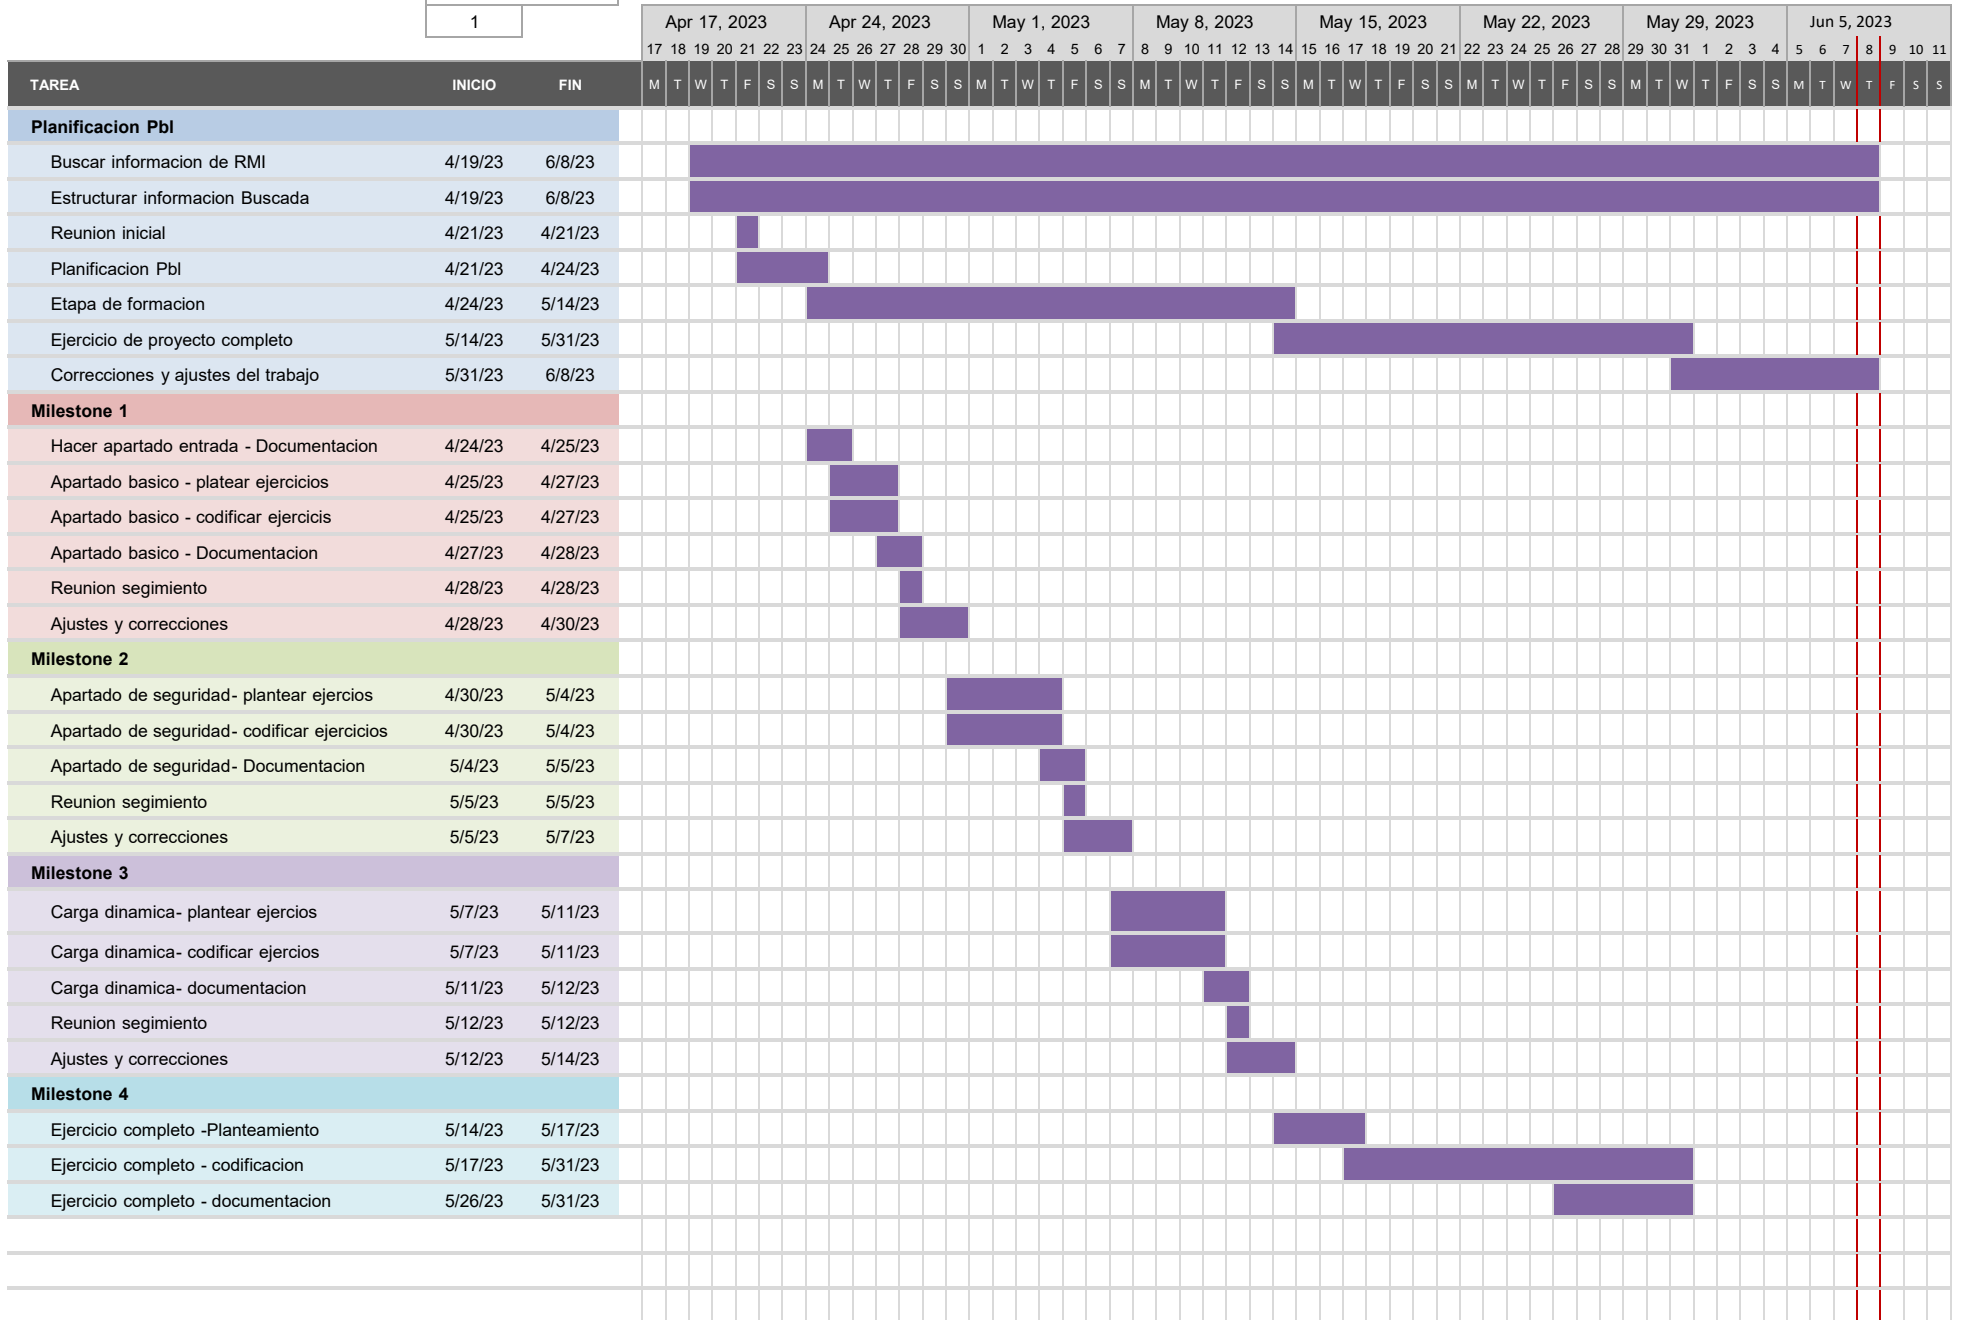 1
Apr 17, 2023 Apr 24, 2023 May 1, 2023 May 8, 2023 May 15, 2023 May 22, 2023 May 29, 2023 Jun 5, 2023
17 18 19 20 21 22 23 24 25 26 27 28 29 30 1 2 3 4 5 6 7 8 9 10 11 12 13 14 15 16 17 18 19 20 21 22 23 24 25 26 27 28 29 30 31 1 2 3 4 5 6 7 8 9 10 11
TAREA INICIO FIN M T W T F S S M T W T F S S M T W T F S S M T W T F S S M T W T F S S M T W T F S S M T W T F S S M T W T F S S
Planificacion Pbl
Buscar informacion de RMI 4/19/23 6/8/23
Estructurar informacion Buscada 4/19/23 6/8/23
Reunion inicial 4/21/23 4/21/23
Planificacion Pbl 4/21/23 4/24/23
Etapa de formacion 4/24/23 5/14/23
Ejercicio de proyecto completo 5/14/23 5/31/23
Correcciones y ajustes del trabajo 5/31/23 6/8/23
Milestone 1
Hacer apartado entrada - Documentacion 4/24/23 4/25/23
Apartado basico - platear ejercicios 4/25/23 4/27/23
Apartado basico - codificar ejercicis 4/25/23 4/27/23
Apartado basico - Documentacion 4/27/23 4/28/23
Reunion segimiento 4/28/23 4/28/23
Ajustes y correcciones 4/28/23 4/30/23
Milestone 2
Apartado de seguridad- plantear ejercios 4/30/23 5/4/23
Apartado de seguridad- codificar ejercicios 4/30/23 5/4/23
Apartado de seguridad- Documentacion 5/4/23 5/5/23
Reunion segimiento 5/5/23 5/5/23
Ajustes y correcciones 5/5/23 5/7/23
Milestone 3
Carga dinamica- plantear ejercios 5/7/23 5/11/23
Carga dinamica- codificar ejercios 5/7/23 5/11/23
Carga dinamica- documentacion 5/11/23 5/12/23
Reunion segimiento 5/12/23 5/12/23
Ajustes y correcciones 5/12/23 5/14/23
Milestone 4
Ejercicio completo -Planteamiento 5/14/23 5/17/23
Ejercicio completo - codificacion 5/17/23 5/31/23
Ejercicio completo - documentacion 5/26/23 5/31/23